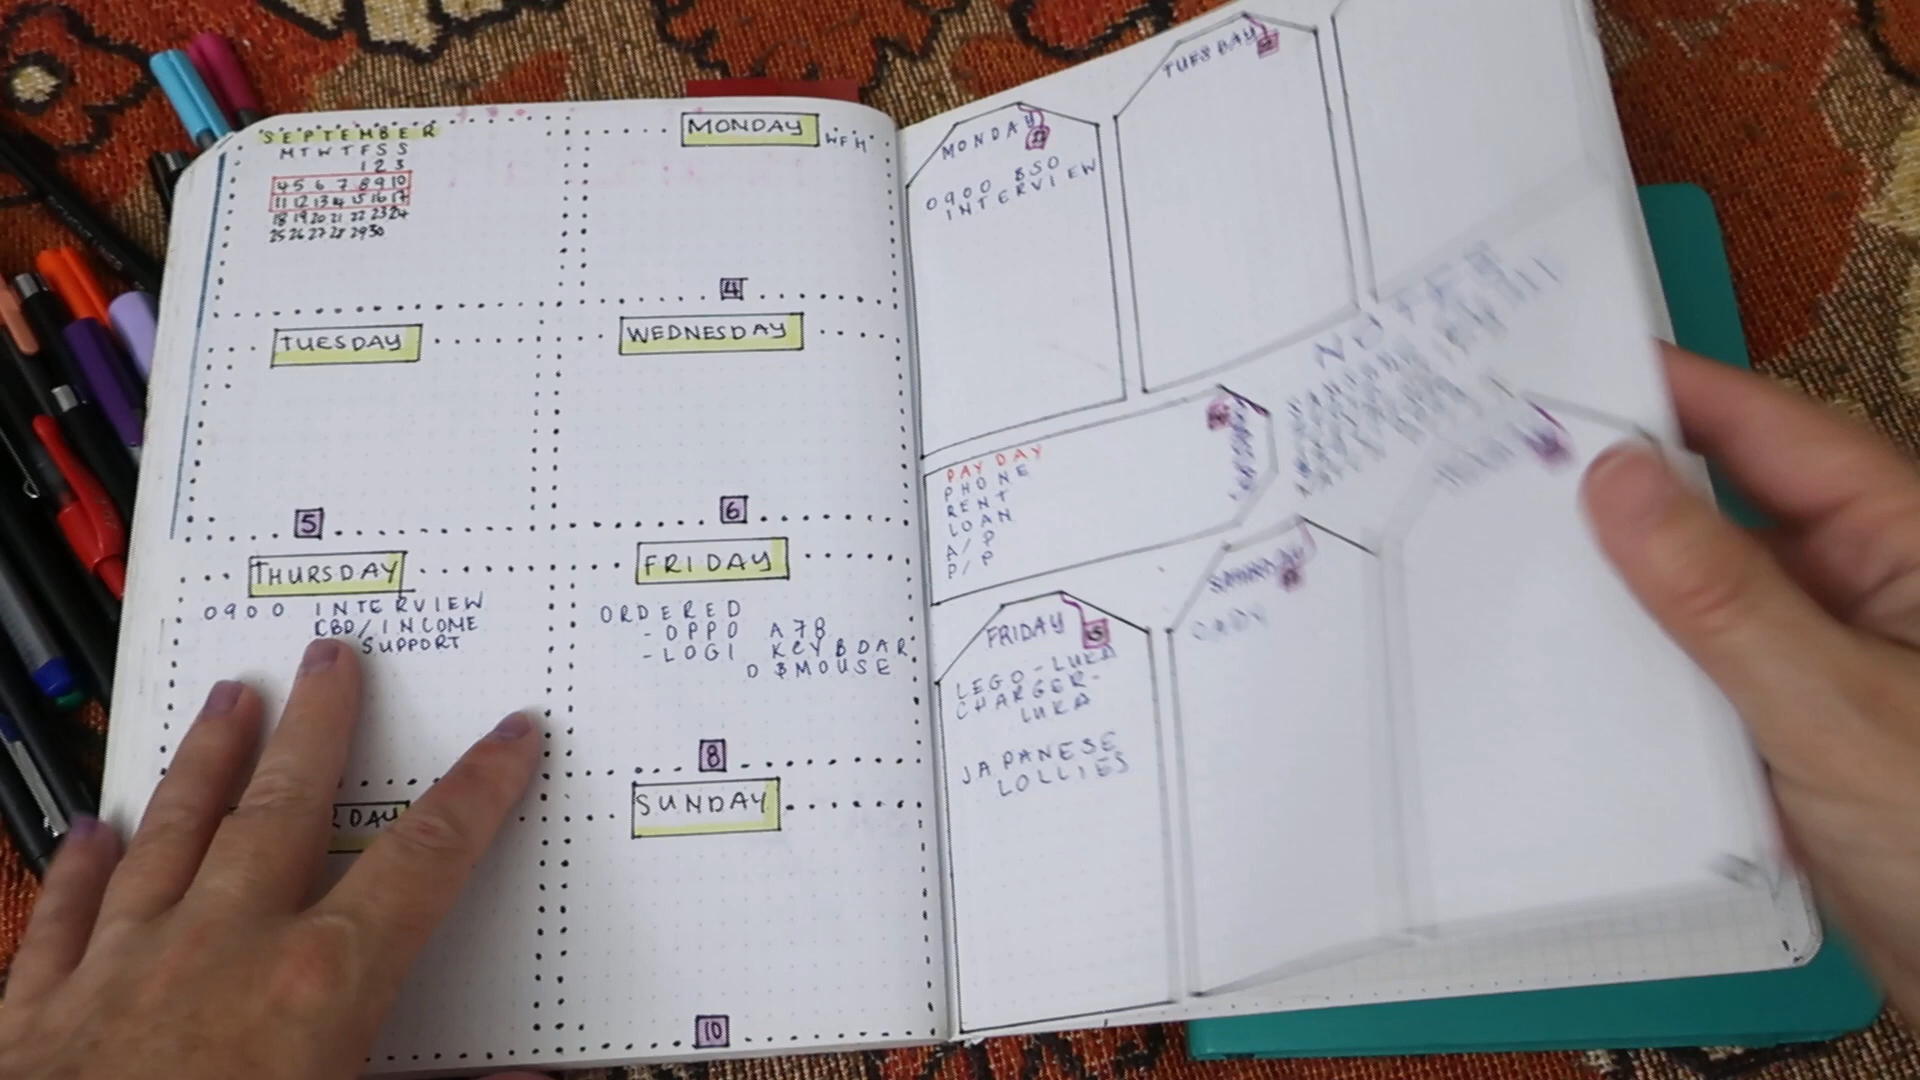 SEPTEMBER
M T W T F S S
1 2 3
4 5 6 7 8 9 10
11 12 13 14 15 16 17
18 19 20 21 22 23 24
25 26 27 28 29 30
MONDAY
WFH
4
TUESDAY
5
WEDNESDAY
6
THURSDAY
0900 INTERVIEW
CBD/INCOME
SUPPORT
FRIDAY
ORDERED
- OPPO A78
- LOGI KEYBOAR
D & MOUSE
8
RDAY
SUNDAY
10
MONDAY
0900 BSO
INTERVIEW
TUESDAY
PAY DAY
PHONE
RENT
LOAN
A/P
P/P
NOTES
FRIDAY
15
LEGO - LUKA
CHARGER -
LUKA
JAPANESE
LOLLIES